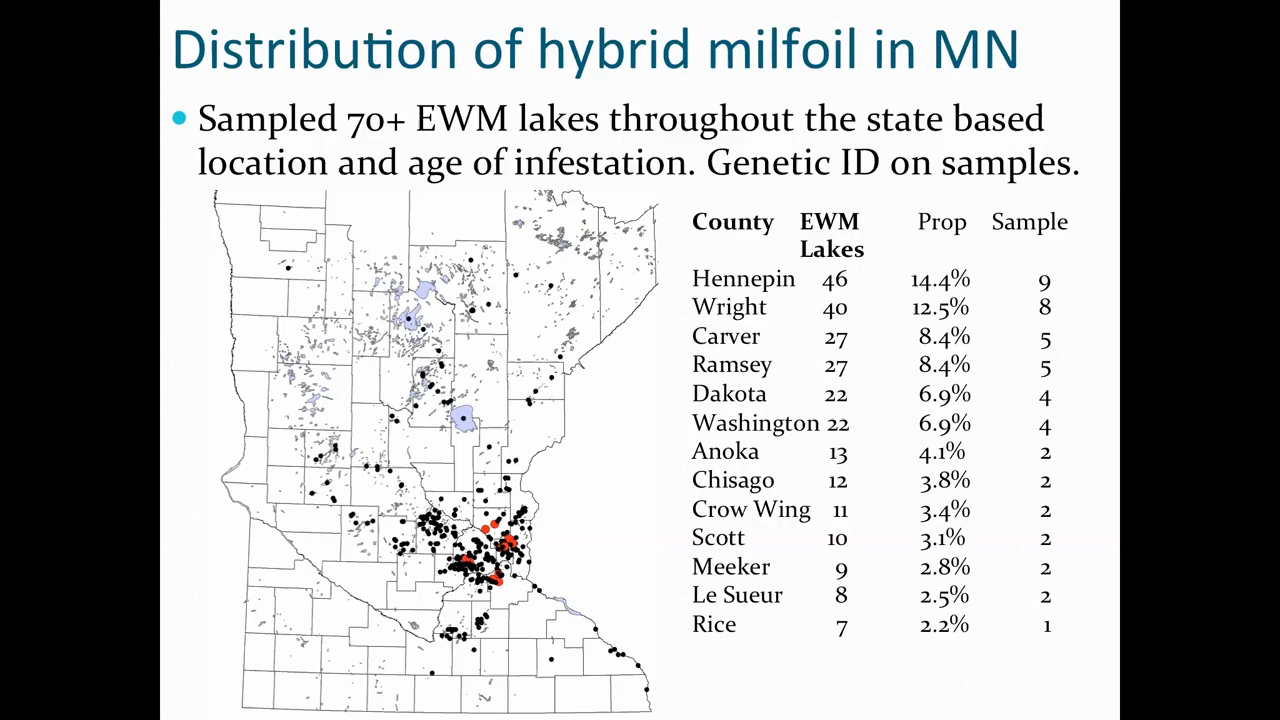 Distribution of hybrid milfoil in MN
• Sampled 70+ EWM lakes throughout the state based
location and age of infestation. Genetic ID on samples.
County EWM Lakes Prop Sample
Hennepin 46 14.4% 9
Wright 40 12.5% 8
Carver 27 8.4% 5
Ramsey 27 8.4% 5
Dakota 22 6.9% 4
Washington 22 6.9% 4
Anoka 13 4.1% 2
Chisago 12 3.8% 2
Crow Wing 11 3.4% 2
Scott 10 3.1% 2
Meeker 9 2.8% 2
Le Sueur 8 2.5% 2
Rice 7 2.2% 1